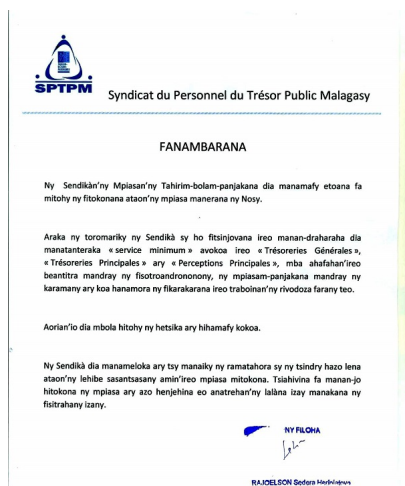 SPTPM
Syndicat du Personnel du Trésor Public Malagasy
FANAMBARANA
Ny Sendikàn'ny Mpiasan'ny Tahirim-bolam-panjakana dia manamafy etoana fa
mitohy ny fitokonana ataon'ny mpiasa manerana ny Nosy.
Araka ny toromariky ny Sendikà sy ho fitsinjovana ireo manan-draharaha dia
manatanteraka « service minimum » avokoa ireo « Trésoreries Générales »,
« Trésoreries Principales » ary « Perceptions Principales », mba ahafahan'ireo
beantitra mandray ny fisotroandrononony, ny mpiasam-panjakana mandray ny
karamany ary koa hanamora ny fikarakarana ireo traboinan'ny rivodoza farany teo.
Aorian'io dia mbola hitohy ny hetsika ary hihamafy kokoa.
Ny Sendikà dia manameloka ary tsy manaiky ny ramatahora sy ny tsindry hazo lena
ataon'ny lehibe sasantsasany amin'ireo mpiasa mitokona. Tsiahivina fa manan-jo
hitokona ny mpiasa ary azo henjehina eo anatrehan'ny lalàna izay manakana ny
fisitrahany izany.
NY FILOHA
RAJOELSON Sedera